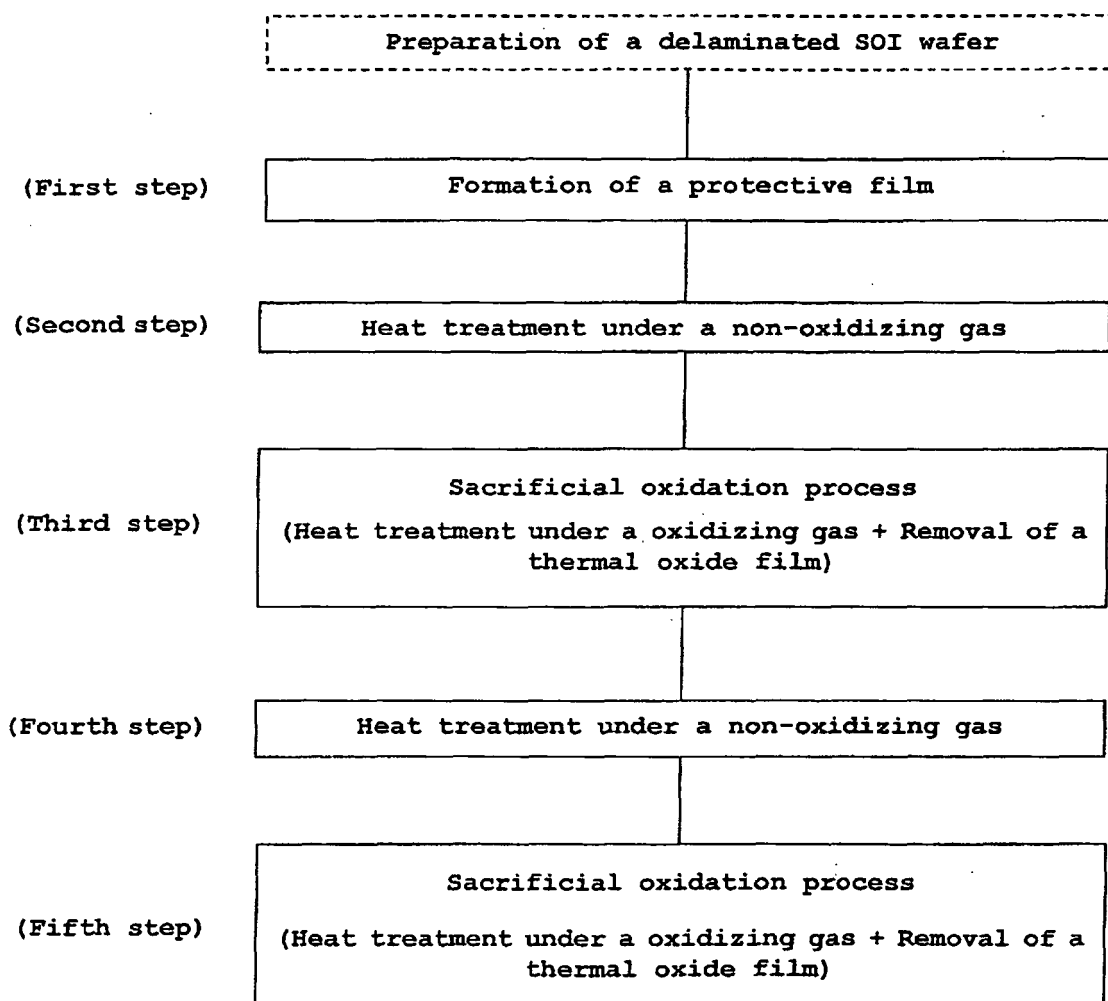 Preparation of a delaminated SOI wafer
(First step)
Formation of a protective film
(Second step)
Heat treatment under a non-oxidizing gas
(Third step)
Sacrificial oxidation process
(Heat treatment under a oxidizing gas + Removal of a
thermal oxide film)
(Fourth step)
Heat treatment under a non-oxidizing gas
(Fifth step)
Sacrificial oxidation process
(Heat treatment under a oxidizing gas + Removal of a
thermal oxide film)